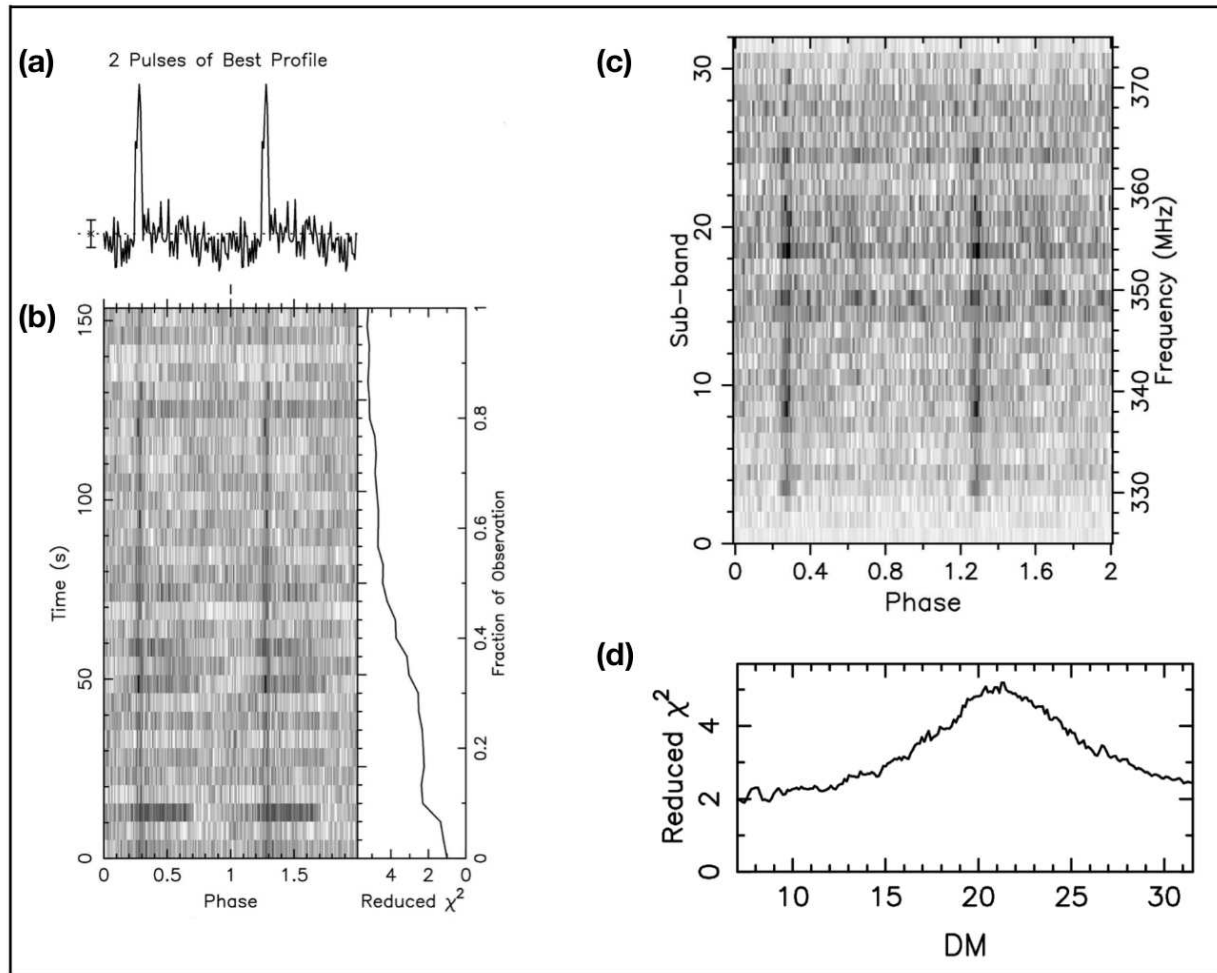 (a)
2 Pulses of Best Profile
(b)
150
100
50
0
Time (s)
0 0.5 1 1.5
Phase
4 2 0
Reduced χ²
0 0.2 0.4 0.6 0.8 1
Fraction of Observation
(c)
30
20
10
0
Sub−band
370
360
350
340
330
Frequency (MHz)
0 0.4 0.8 1.2 1.6 2
Phase
(d)
4
2
0
Reduced χ²
10 15 20 25 30
DM